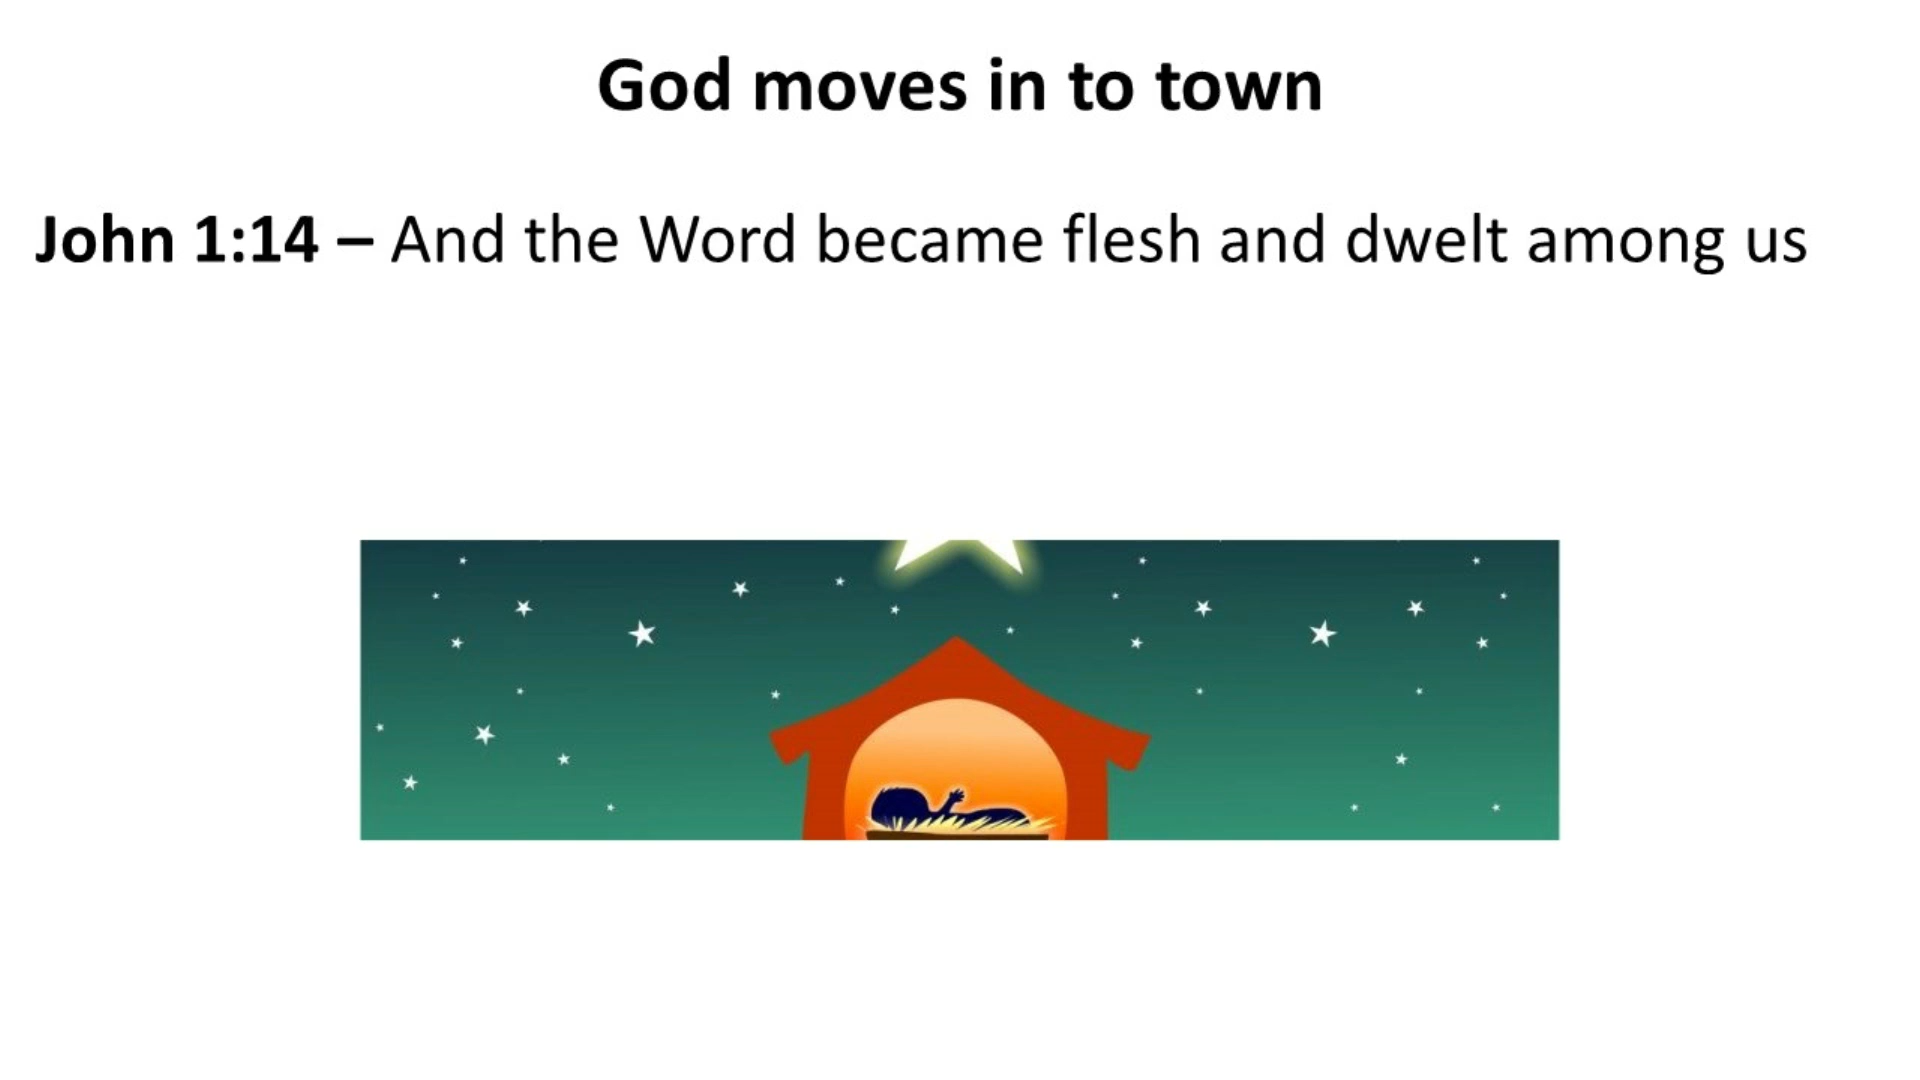 God moves in to town
John 1:14 – And the Word became flesh and dwelt among us